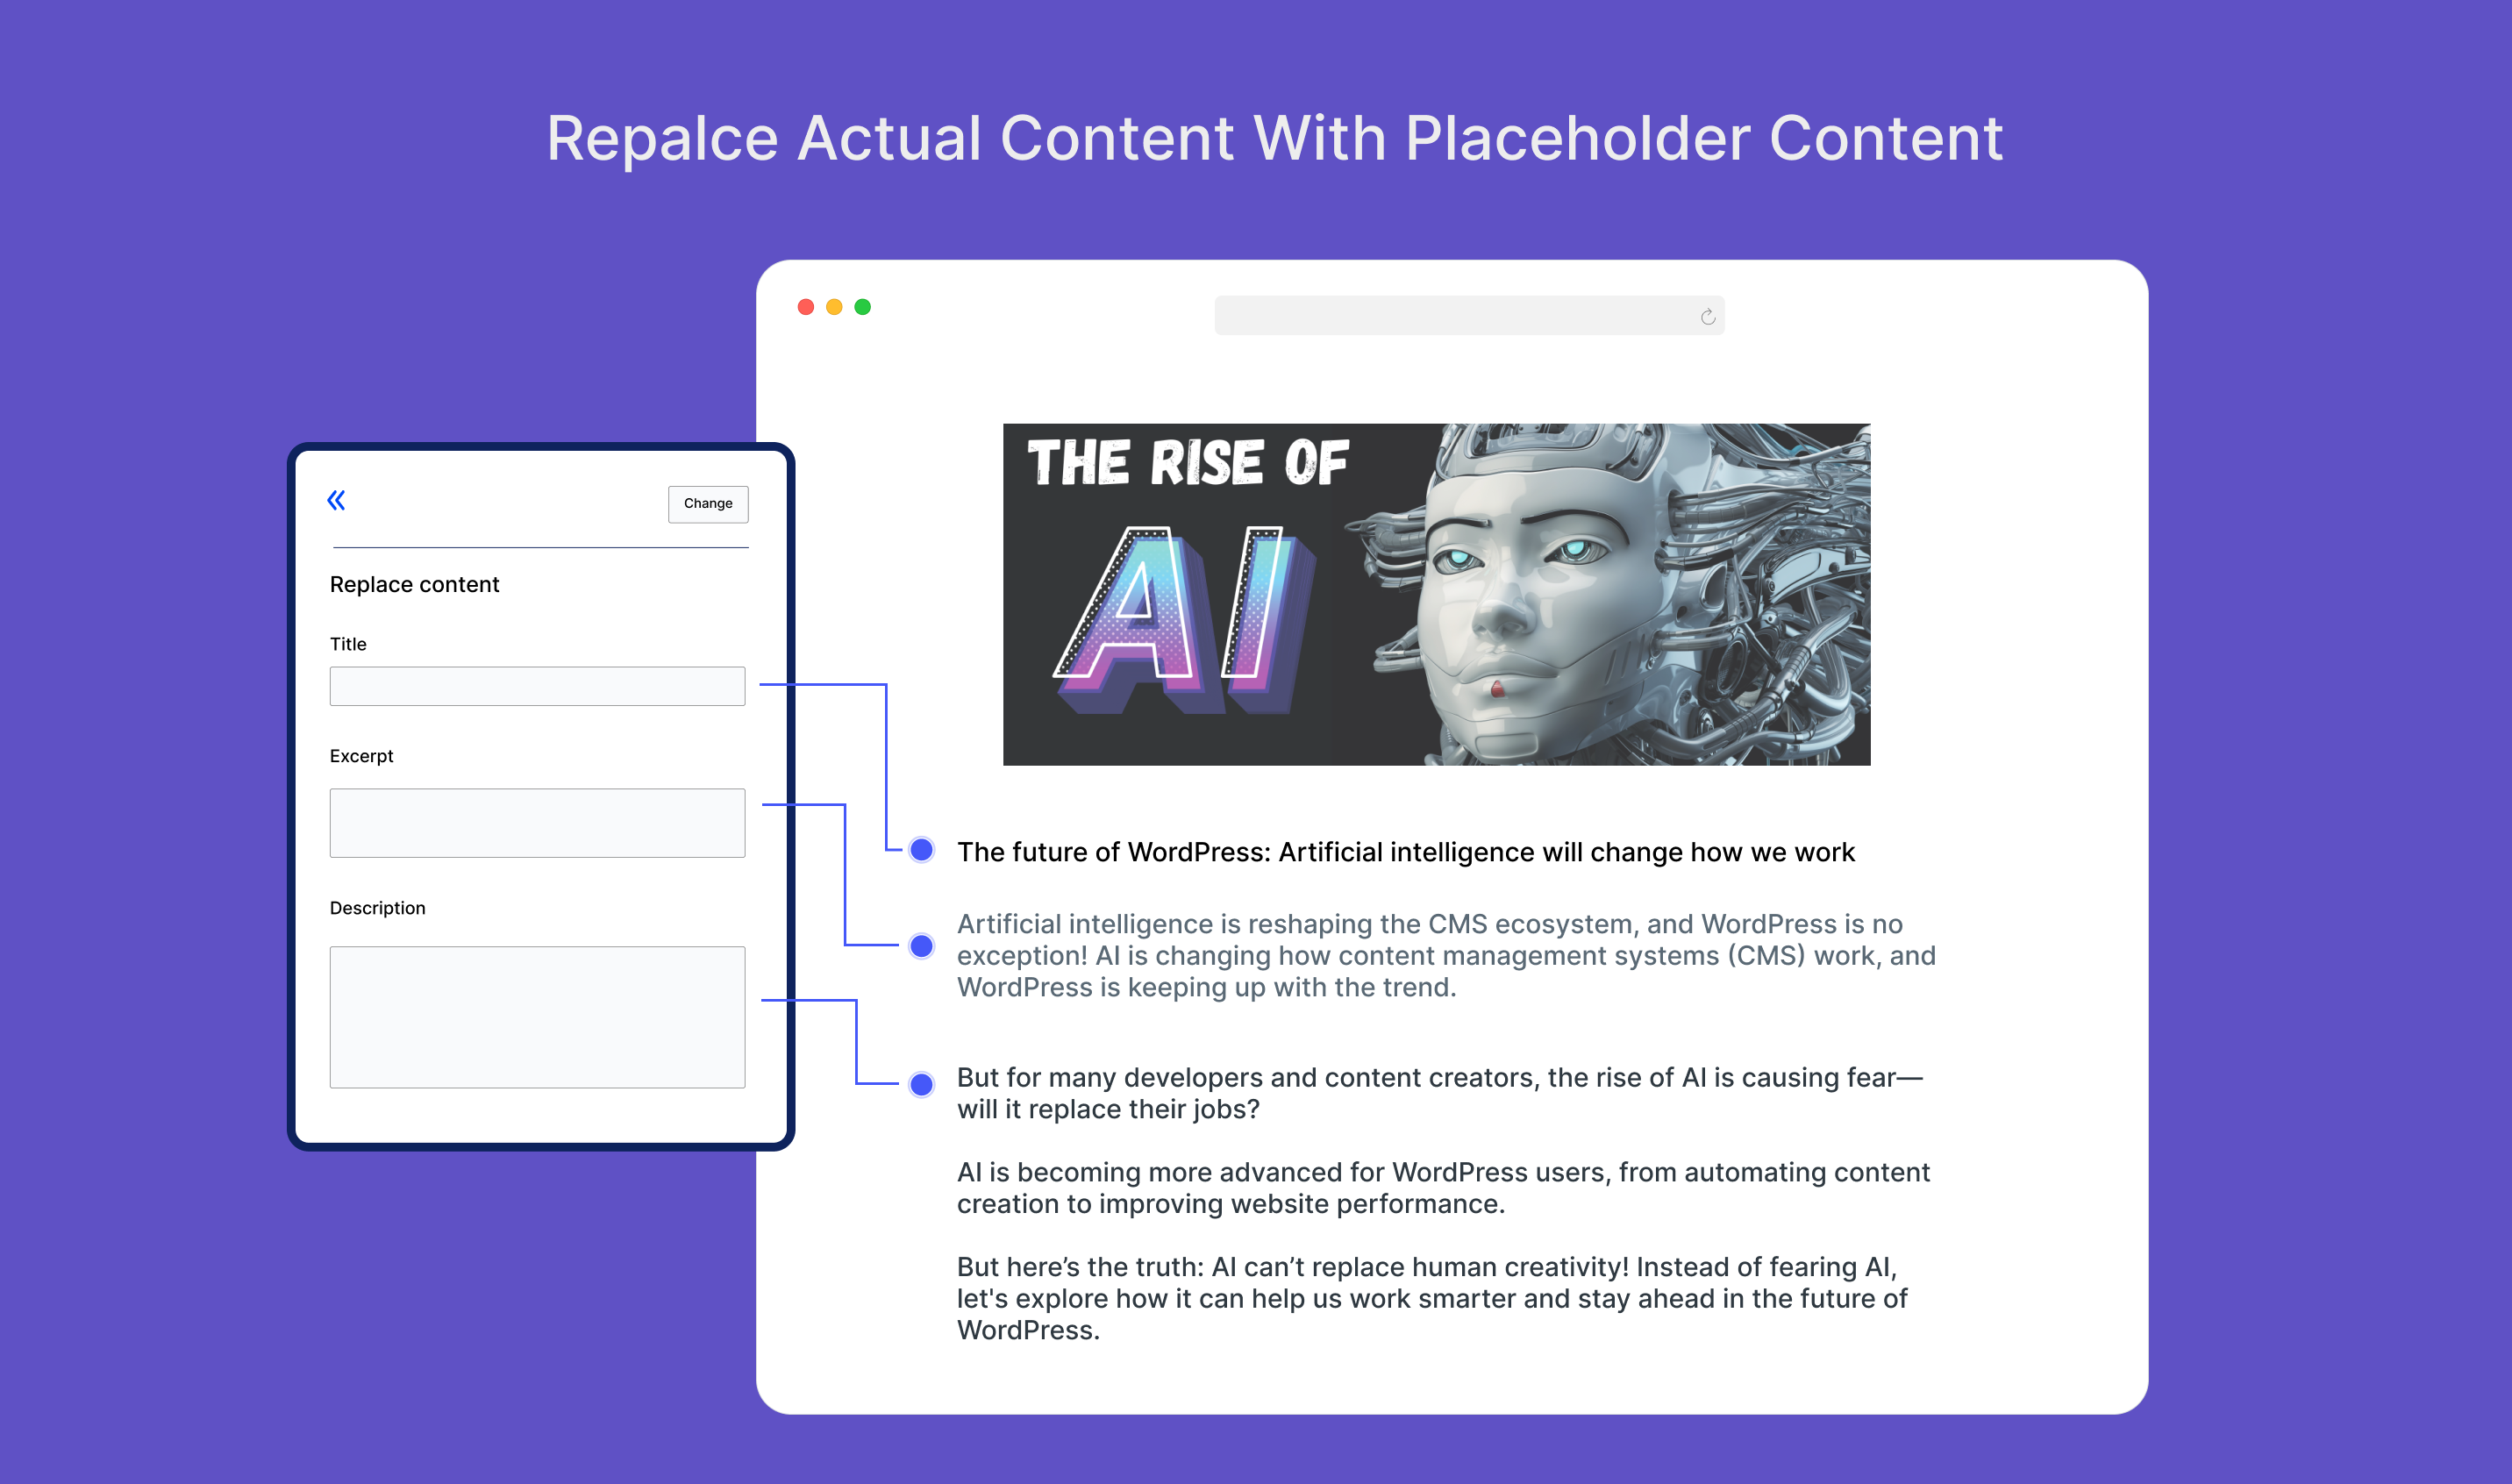 Repalce Actual Content With Placeholder Content
Change
Replace content
Title
Excerpt
Description
THE RISE OF
AI
The future of WordPress: Artificial intelligence will change how we work
Artificial intelligence is reshaping the CMS ecosystem, and WordPress is no
exception! AI is changing how content management systems (CMS) work, and
WordPress is keeping up with the trend.
But for many developers and content creators, the rise of AI is causing fear—
will it replace their jobs?
AI is becoming more advanced for WordPress users, from automating content
creation to improving website performance.
But here’s the truth: AI can’t replace human creativity! Instead of fearing AI,
let's explore how it can help us work smarter and stay ahead in the future of
WordPress.